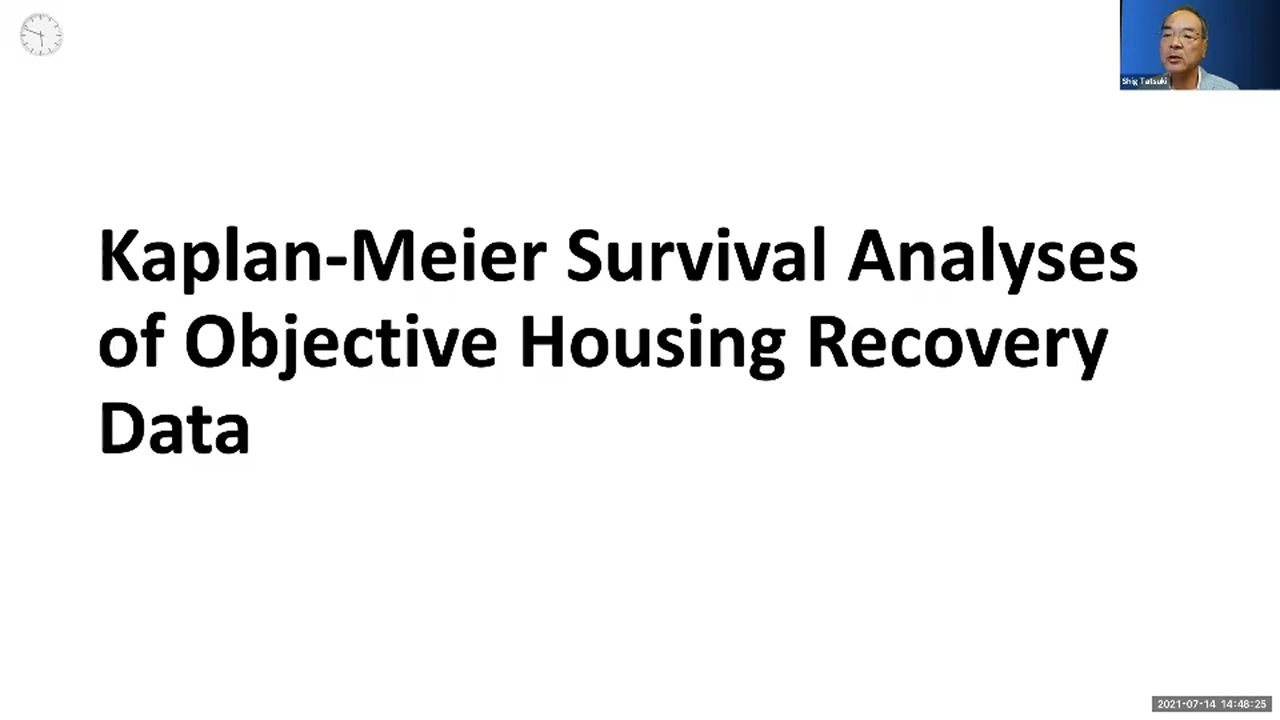 Shig Tatsuki
Kaplan-Meier Survival Analyses
of Objective Housing Recovery
Data
2021-07-14 14:48:25